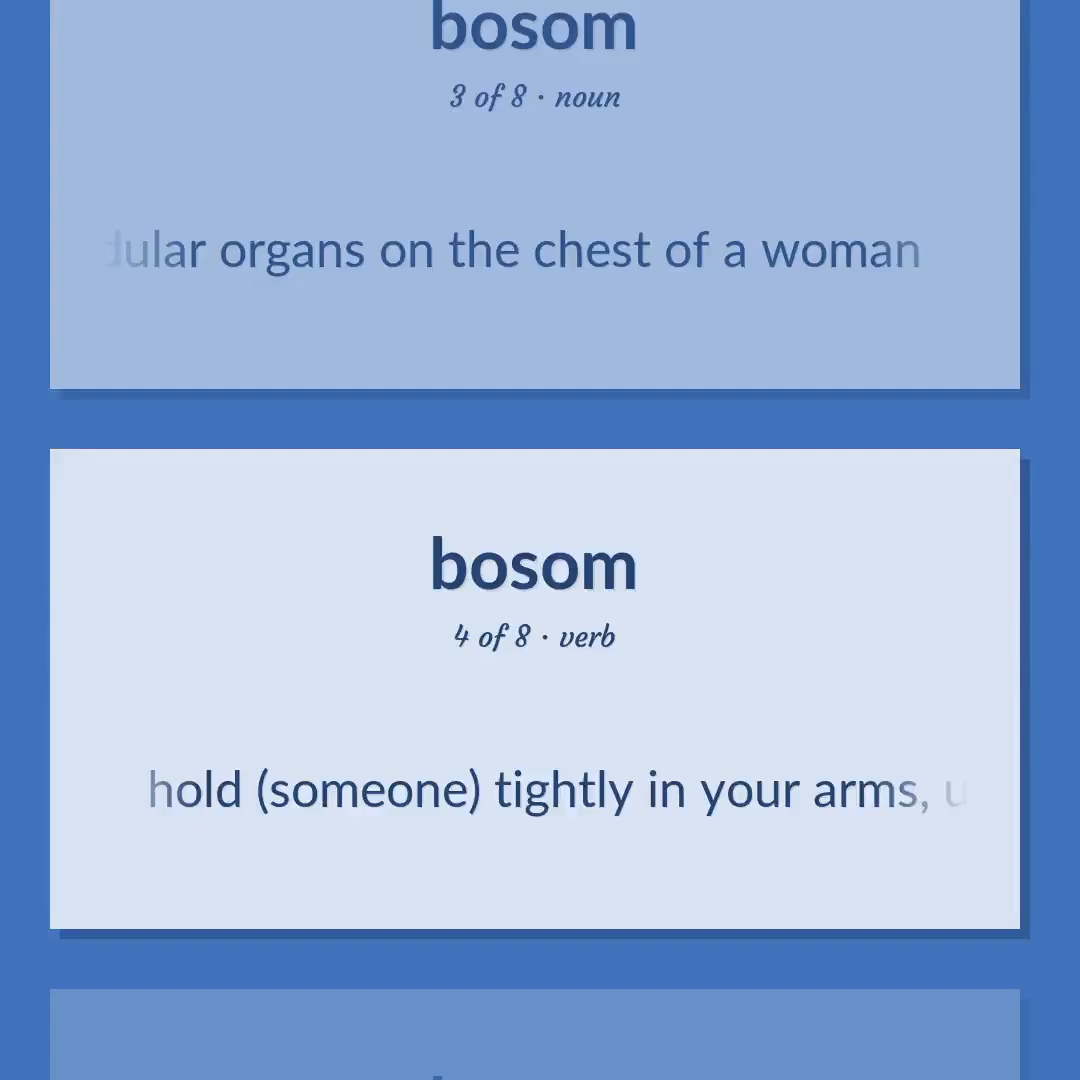 bosom
3 of 8 · noun
ular organs on the chest of a woman
bosom
4 of 8 · verb
hold (someone) tightly in your arms, u